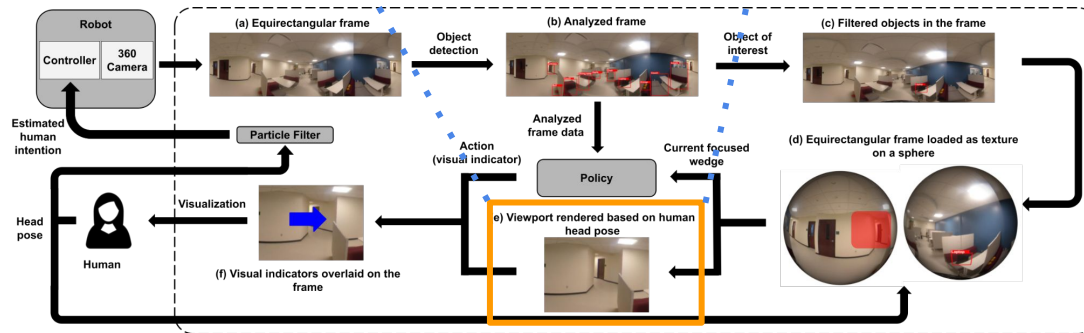 Robot
Controller
360
Camera
(a) Equirectangular frame
Object
detection
(b) Analyzed frame
Object of
interest
(c) Filtered objects in the frame
Estimated
human
intention
Particle Filter
Analyzed
frame data
Action
(visual indicator)
Policy
Current focused
wedge
(d) Equirectangular frame loaded as texture
on a sphere
Head
pose
Human
Visualization
(f) Visual indicators overlaid on the
frame
e) Viewport rendered based on human
head pose